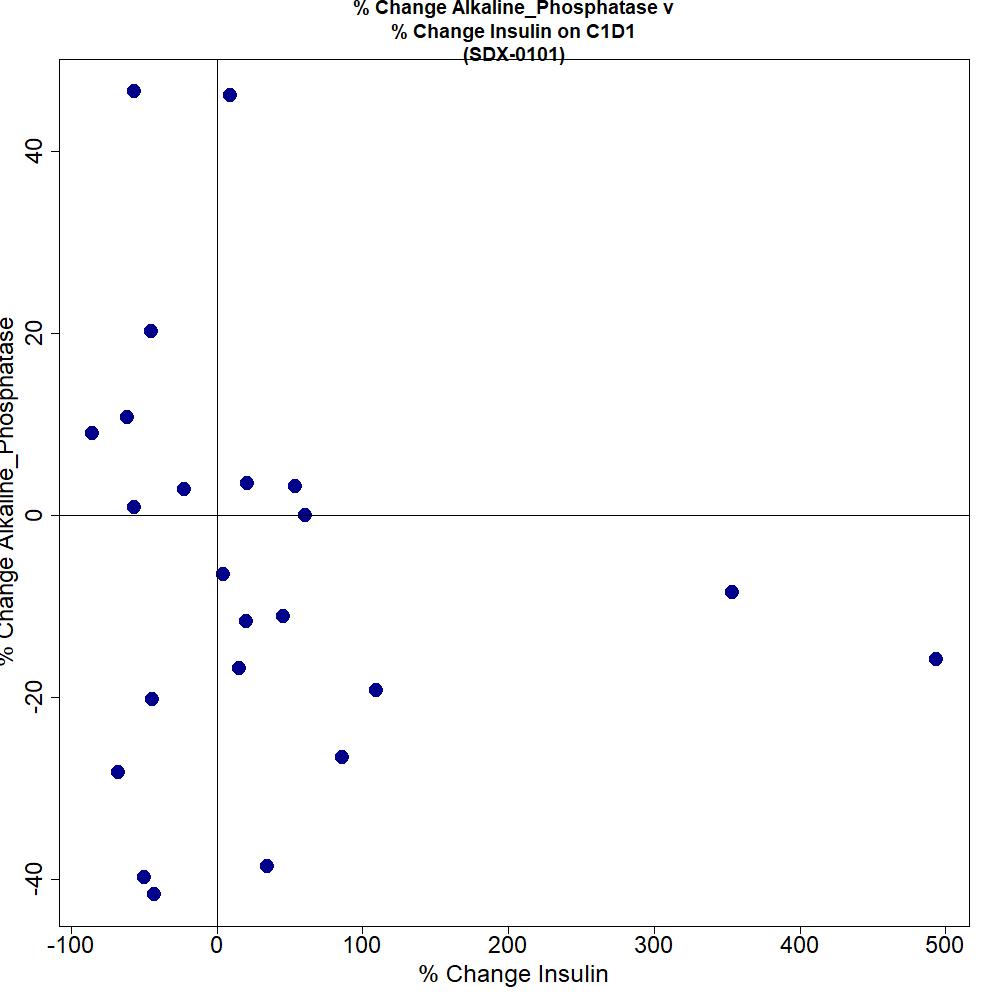 % Change Alkaline_Phosphatase v
% Change Insulin on C1D1
(SDX-0101)
% Change Alkaline_Phosphatase
40
20
0
-20
-40
-100 0 100 200 300 400 500
% Change Insulin